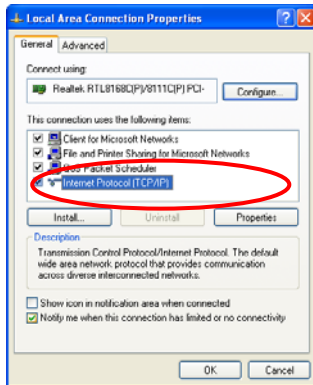 Local Area Connection Properties
General Advanced
Connect using:
Realtek RTL8168C(P)/8111C(P) PCI-
Configure...
This connection uses the following items:
Client for Microsoft Networks
File and Printer Sharing for Microsoft Networks
QoS Packet Scheduler
Internet Protocol (TCP/IP)
Install... Uninstall Properties
Description
Transmission Control Protocol/Internet Protocol. The default
wide area network protocol that provides communication
across diverse interconnected networks.
Show icon in notification area when connected
Notify me when this connection has limited or no connectivity
OK Cancel